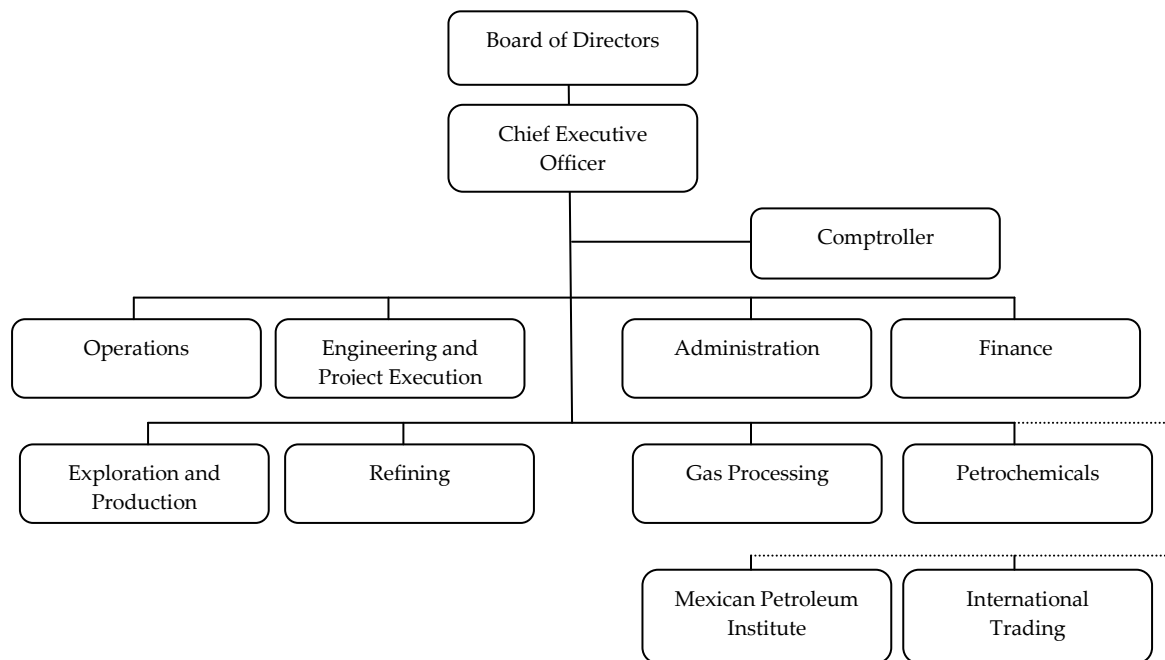 Board of Directors
Chief Executive
Officer
Comptroller
Operations
Engineering and
Project Execution
Administration
Finance
Exploration and
Production
Refining
Gas Processing
Petrochemicals
Mexican Petroleum
Institute
International
Trading